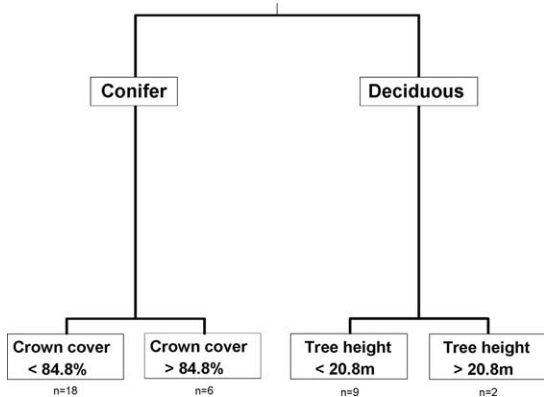 Conifer
Deciduous
Crown cover
< 84.8%
n=18
Crown cover
> 84.8%
n=6
Tree height
< 20.8m
n=9
Tree height
> 20.8m
n=2